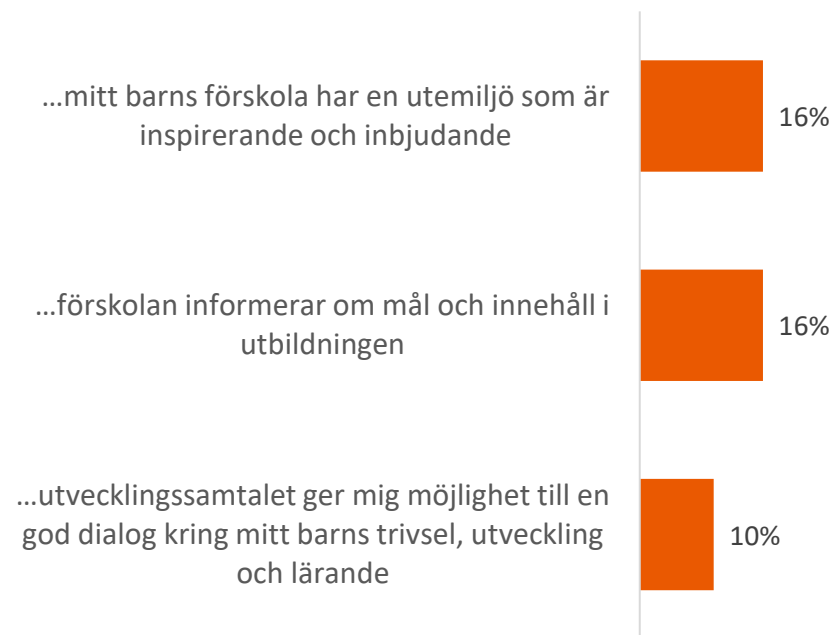 ...mitt barns förskola har en utemiljö som är
inspirerande och inbjudande
16%
...förskolan informerar om mål och innehåll i
utbildningen
16%
...utvecklingssamtalet ger mig möjlighet till en
god dialog kring mitt barns trivsel, utveckling
och lärande
10%